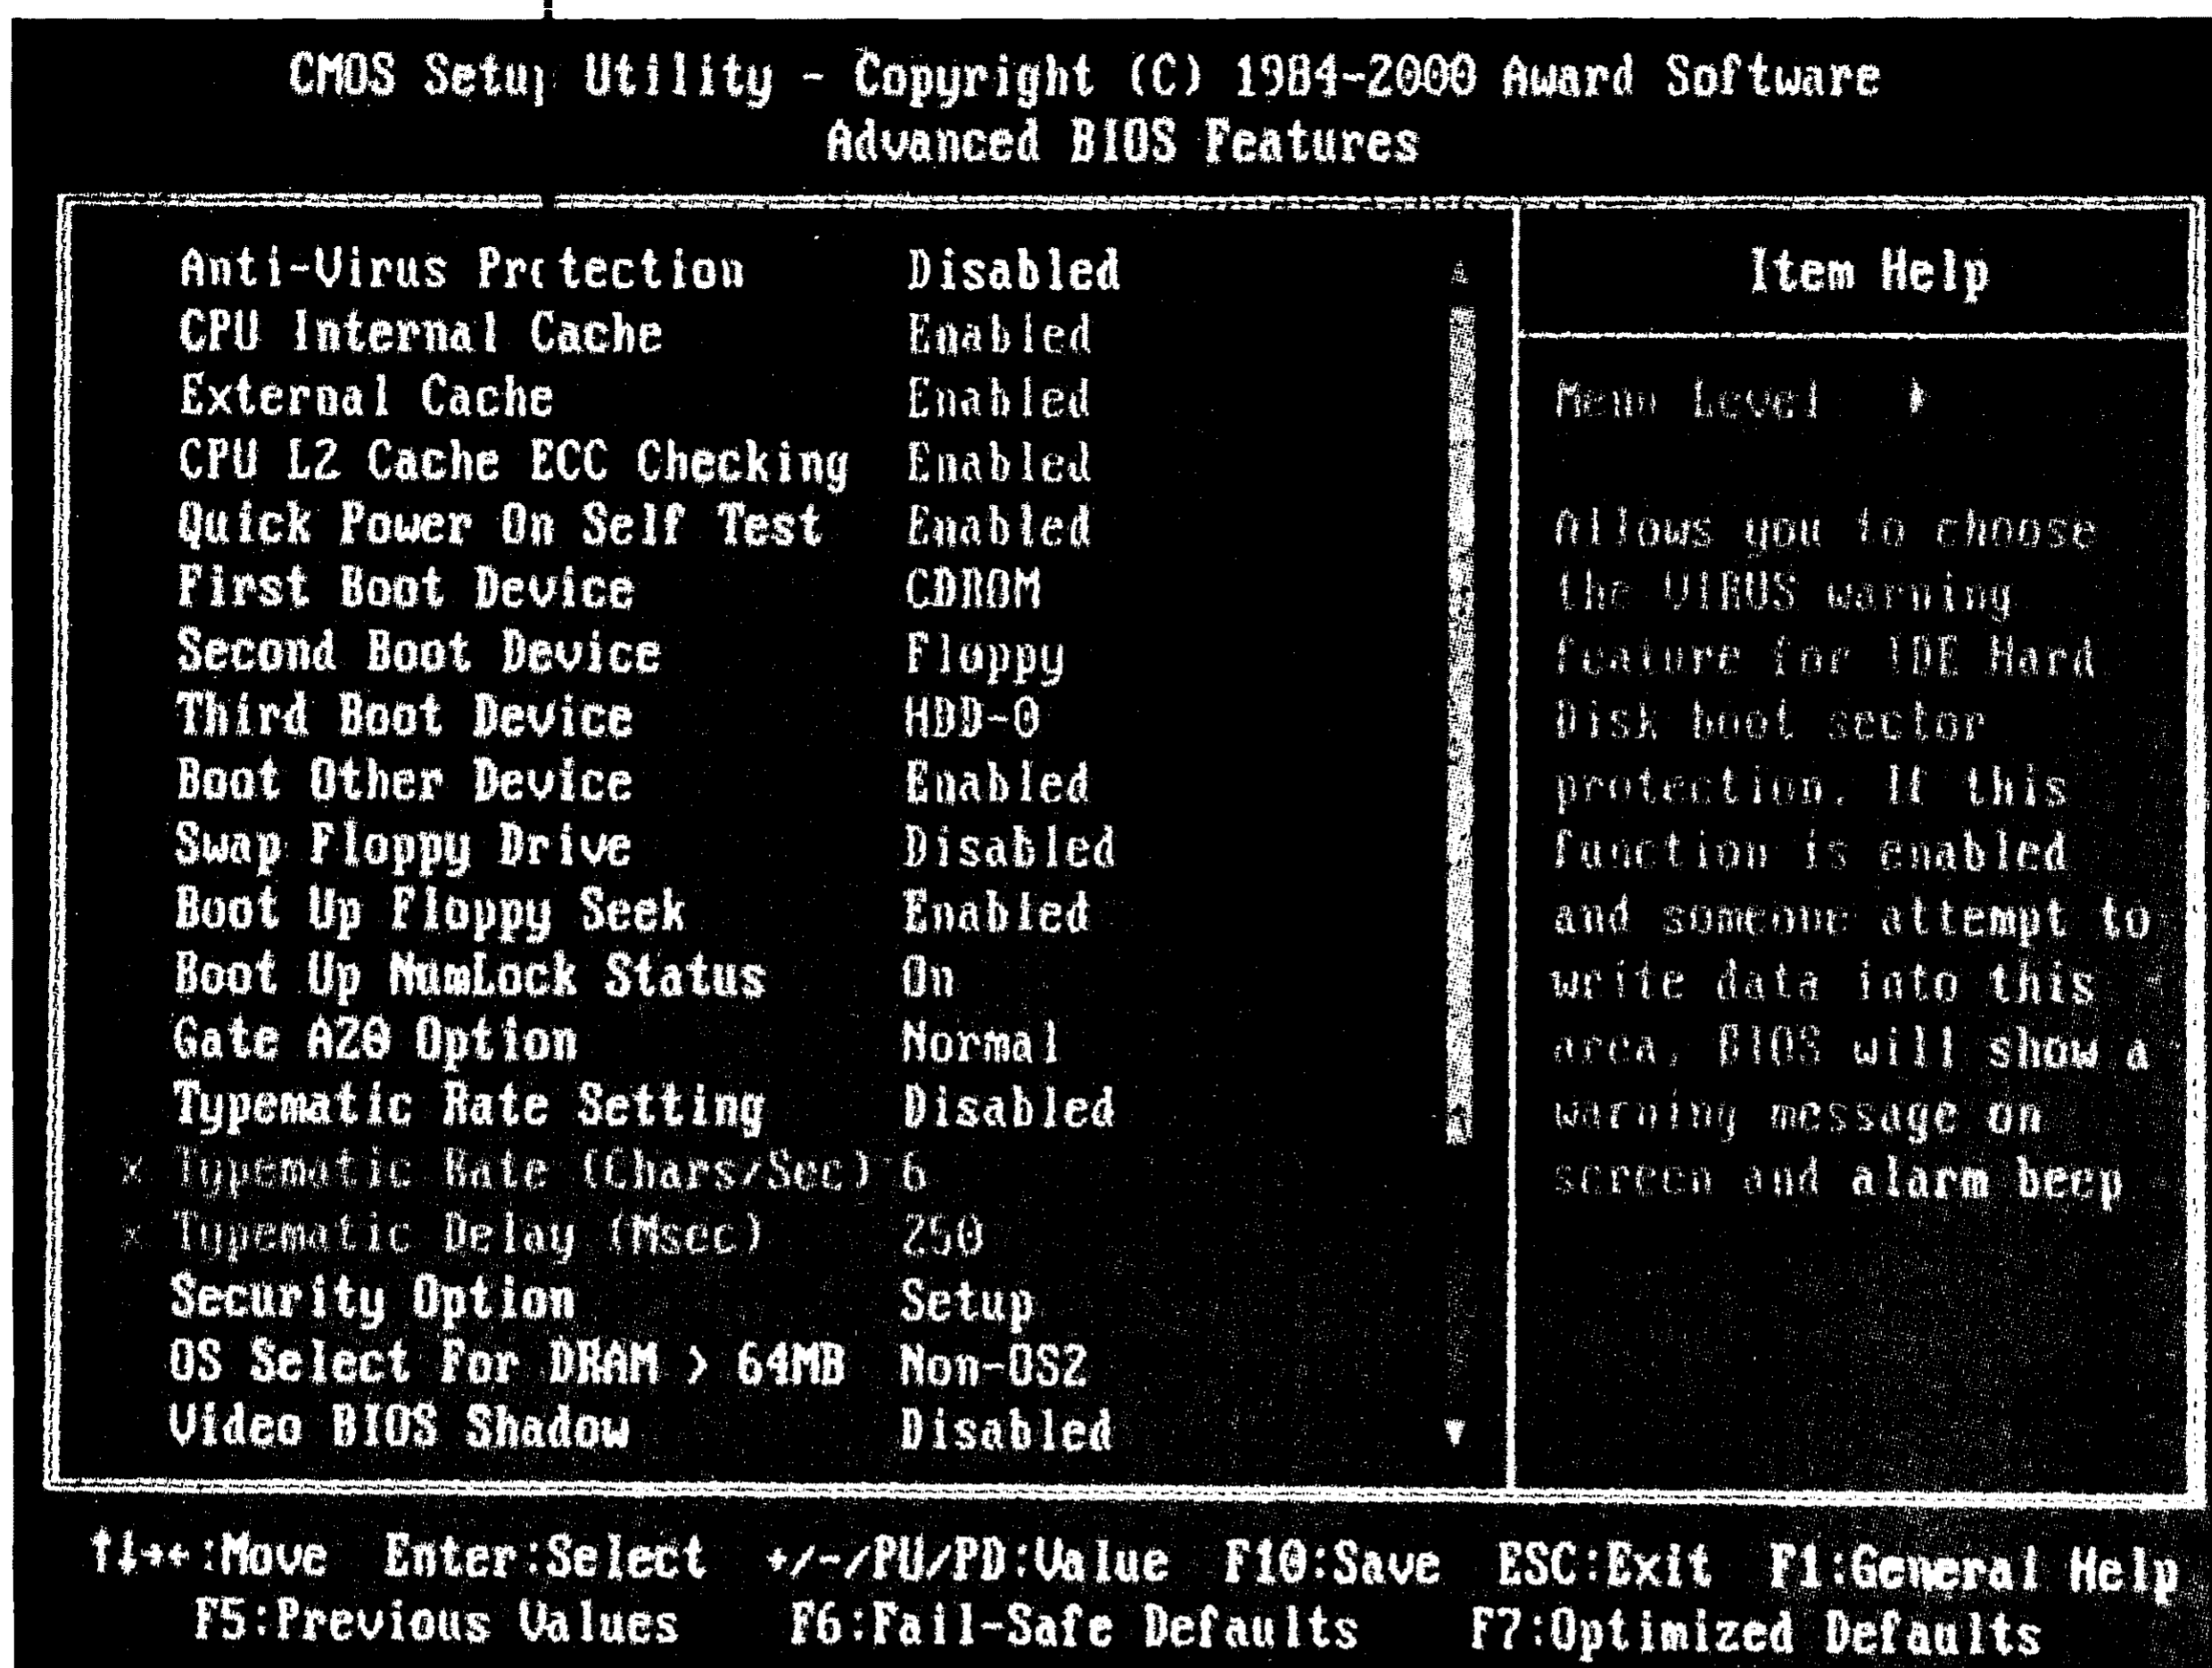 CMOS Setup Utility - Copyright (C) 1984-2000 Award Software
Advanced BIOS Features
Anti-Virus Protection Disabled
CPU Internal Cache Enabled
External Cache Enabled
CPU L2 Cache ECC Checking Enabled
Quick Power On Self Test Enabled
First Boot Device CDROM
Second Boot Device Floppy
Third Boot Device HDD-0
Boot Other Device Enabled
Swap Floppy Drive Disabled
Boot Up Floppy Seek Enabled
Boot Up NumLock Status On
Gate A20 Option Normal
Typematic Rate Setting Disabled
x Typematic Rate (Chars/Sec) 6
x Typematic Delay (Msec) 250
Security Option Setup
OS Select For DRAM > 64MB Non-OS2
Video BIOS Shadow Disabled
Item Help
Menu Level ▸
Allows you to choose
the VIRUS warning
feature for IDE Hard
Disk boot sector
protection. If this
function is enabled
and someone attempt to
write data into this
area, BIOS will show a
warning message on
screen and alarm beep
↑↓→←:Move Enter:Select +/-/PU/PD:Value F10:Save ESC:Exit F1:General Help
F5:Previous Values F6:Fail-Safe Defaults F7:Optimized Defaults